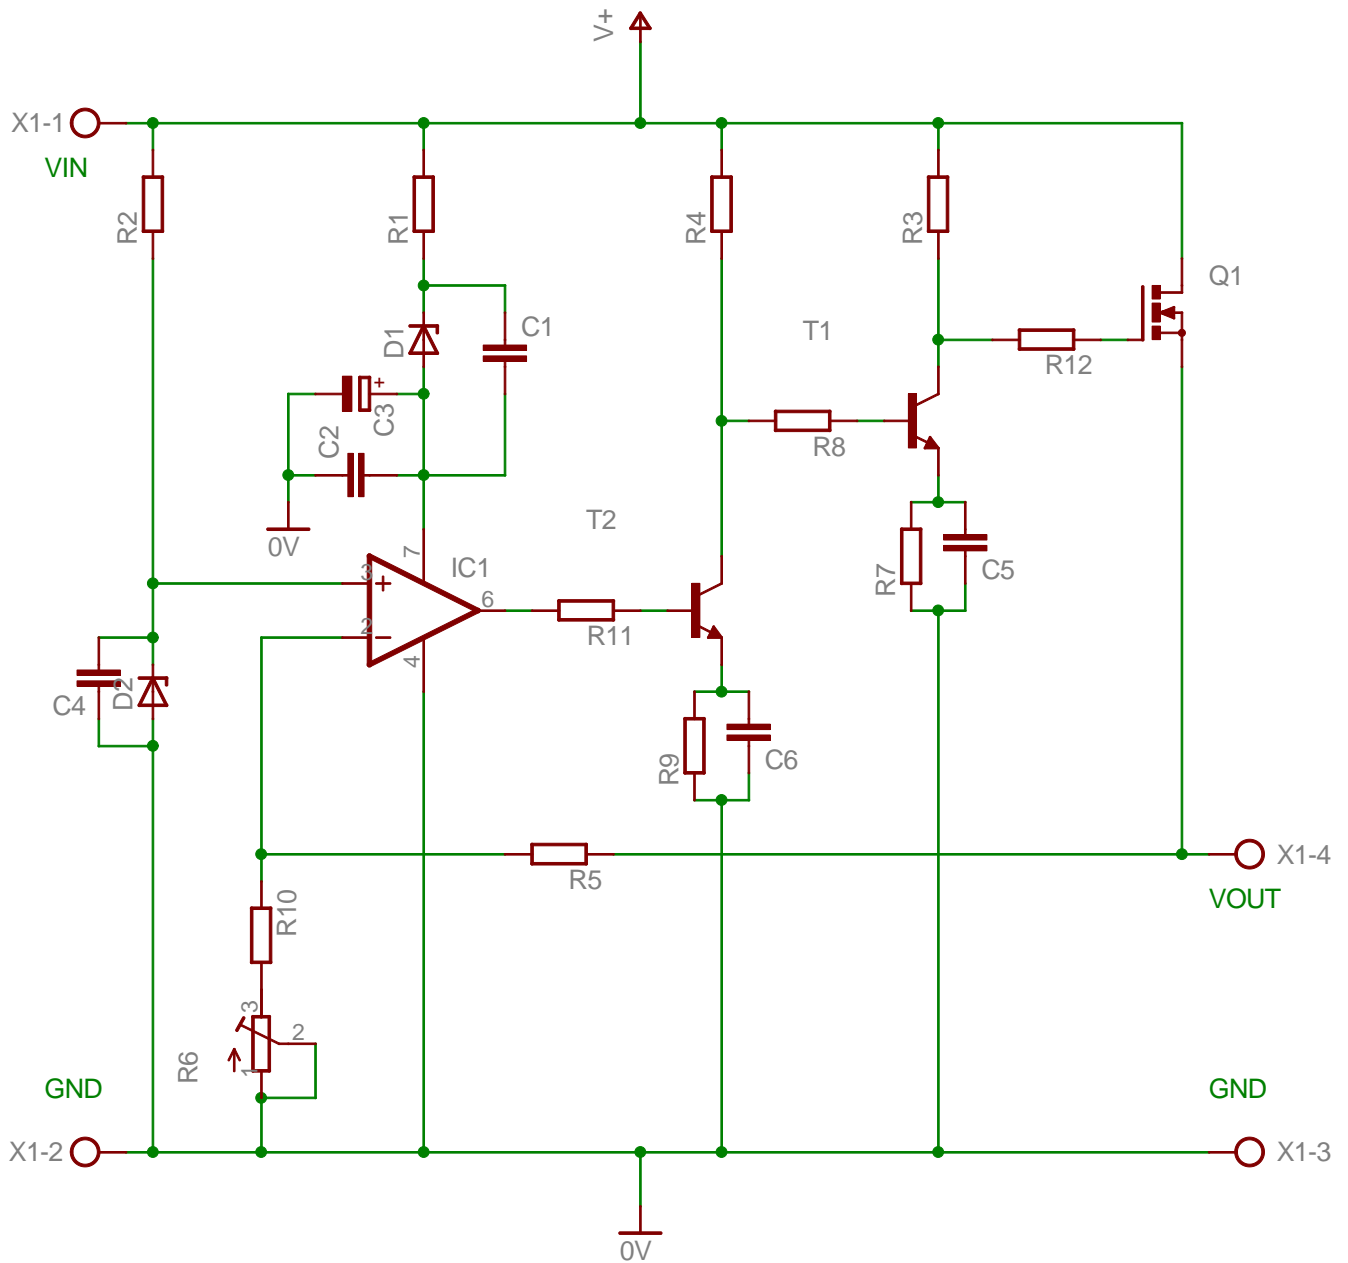 V+
X1-1
VIN
R2
R1
R4
R3
Q1
D1
C1
T1
+
C3
R12
C2
R8
0V
T2
7
IC1
R7
C5
3
+
6
2
−
R11
4
C4
D2
R9
C6
R5
X1-4
VOUT
R10
3
2
R6
1
GND
GND
X1-2
X1-3
0V